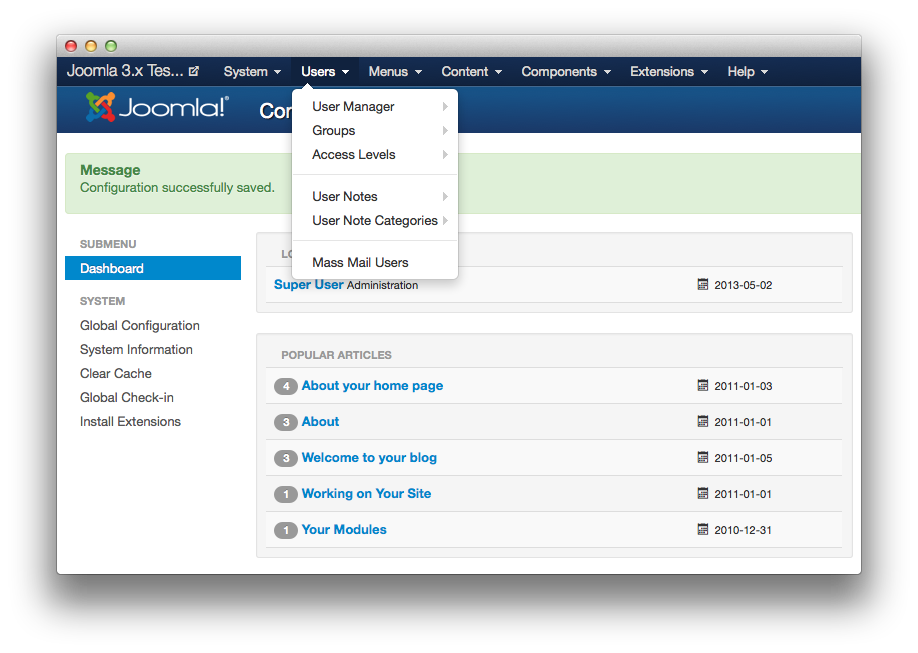 Joomla 3.x Tes... System Users Menus Content Components Extensions Help
Joomla!®
User Manager
Groups
Access Levels
User Notes
User Note Categories
Mass Mail Users
Message
Configuration successfully saved.
SUBMENU
Dashboard
SYSTEM
Global Configuration
System Information
Clear Cache
Global Check-in
Install Extensions
Super User Administration 2013-05-02
POPULAR ARTICLES
4 About your home page 2011-01-03
3 About 2011-01-01
3 Welcome to your blog 2011-01-05
1 Working on Your Site 2011-01-01
1 Your Modules 2010-12-31